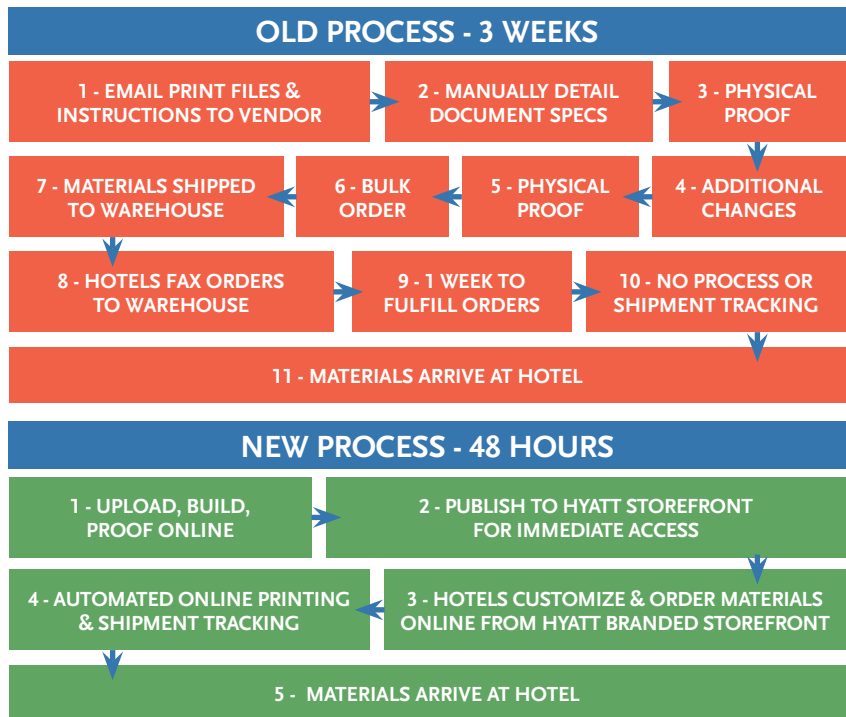 OLD PROCESS - 3 WEEKS
1 - EMAIL PRINT FILES &
INSTRUCTIONS TO VENDOR
2 - MANUALLY DETAIL
DOCUMENT SPECS
3 - PHYSICAL
PROOF
4 - ADDITIONAL
CHANGES
5 - PHYSICAL
PROOF
6 - BULK
ORDER
7 - MATERIALS SHIPPED
TO WAREHOUSE
8 - HOTELS FAX ORDERS
TO WAREHOUSE
9 - 1 WEEK TO
FULFILL ORDERS
10 - NO PROCESS OR
SHIPMENT TRACKING
11 - MATERIALS ARRIVE AT HOTEL
NEW PROCESS - 48 HOURS
1 - UPLOAD, BUILD,
PROOF ONLINE
2 - PUBLISH TO HYATT STOREFRONT
FOR IMMEDIATE ACCESS
3 - HOTELS CUSTOMIZE & ORDER MATERIALS
ONLINE FROM HYATT BRANDED STOREFRONT
4 - AUTOMATED ONLINE PRINTING
& SHIPMENT TRACKING
5 - MATERIALS ARRIVE AT HOTEL